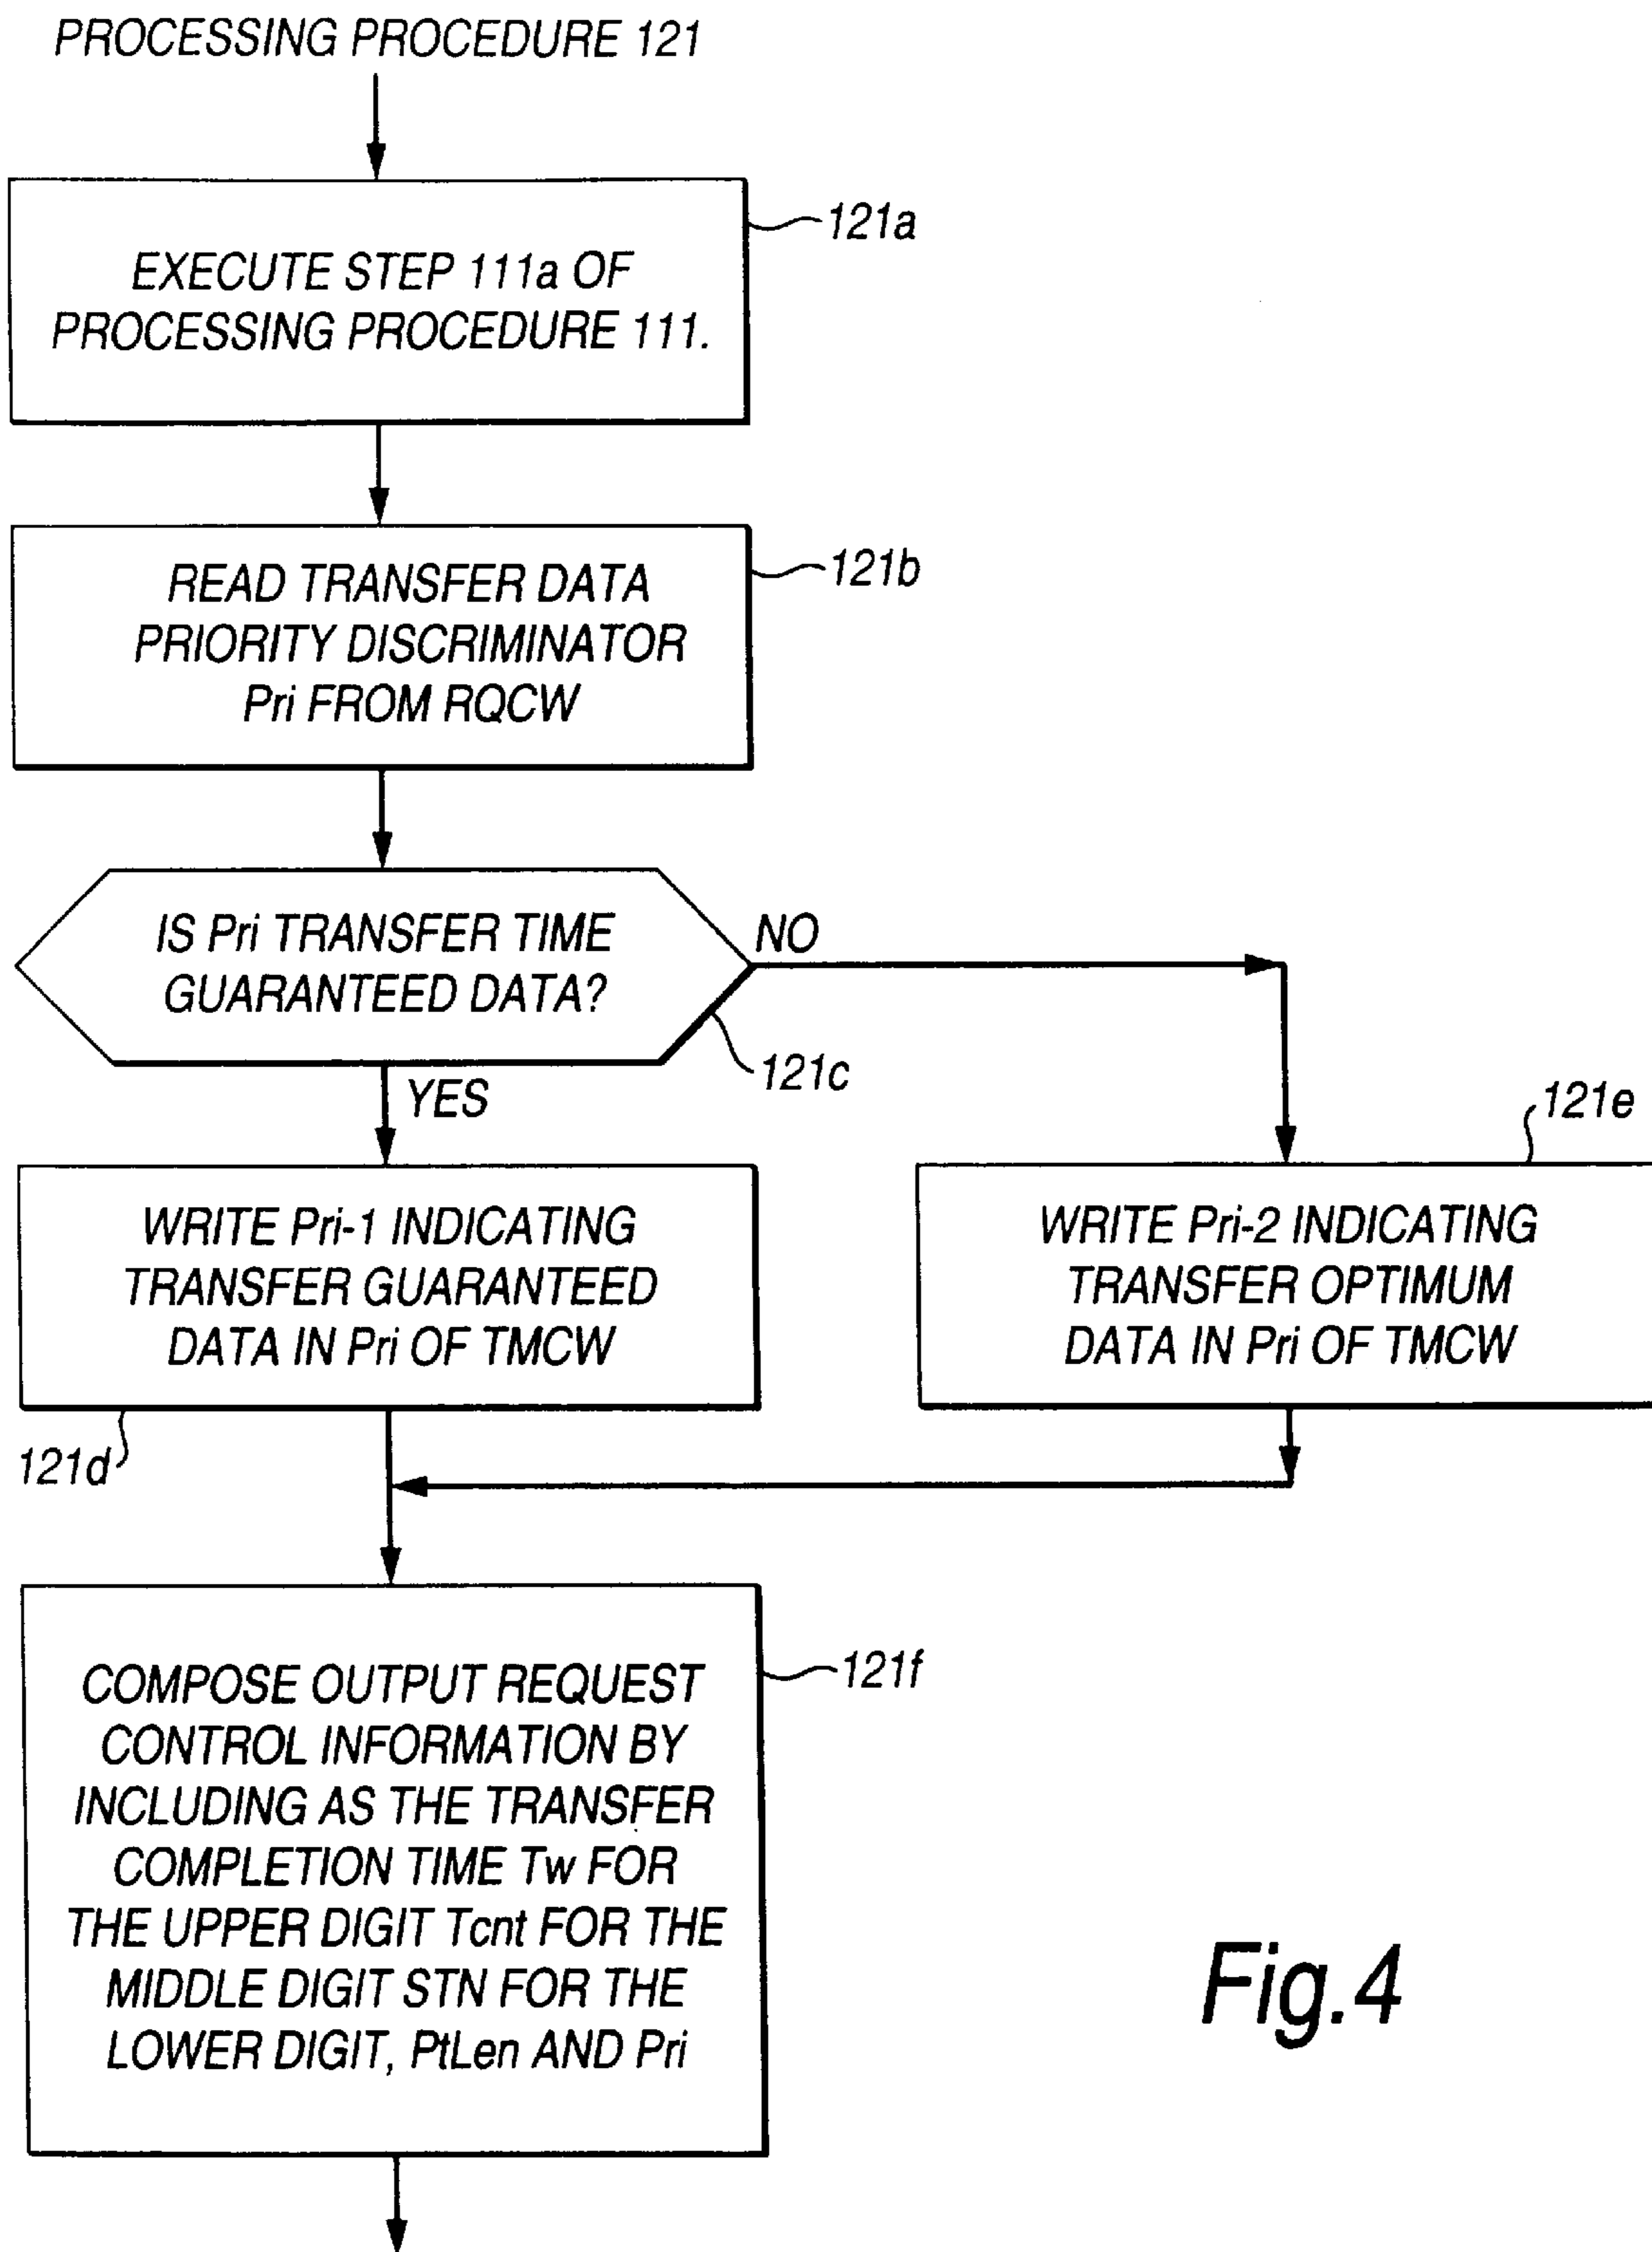 PROCESSING PROCEDURE 121
121a
EXECUTE STEP 111a OF
PROCESSING PROCEDURE 111.
121b
READ TRANSFER DATA
PRIORITY DISCRIMINATOR
Pri FROM RQCW
IS Pri TRANSFER TIME
GUARANTEED DATA?
NO
121c
YES
121e
WRITE Pri-1 INDICATING
TRANSFER GUARANTEED
DATA IN Pri OF TMCW
WRITE Pri-2 INDICATING
TRANSFER OPTIMUM
DATA IN Pri OF TMCW
121d
121f
COMPOSE OUTPUT REQUEST
CONTROL INFORMATION BY
INCLUDING AS THE TRANSFER
COMPLETION TIME Tw FOR
THE UPPER DIGIT Tcnt FOR THE
MIDDLE DIGIT STN FOR THE
LOWER DIGIT, PtLen AND Pri
Fig.4